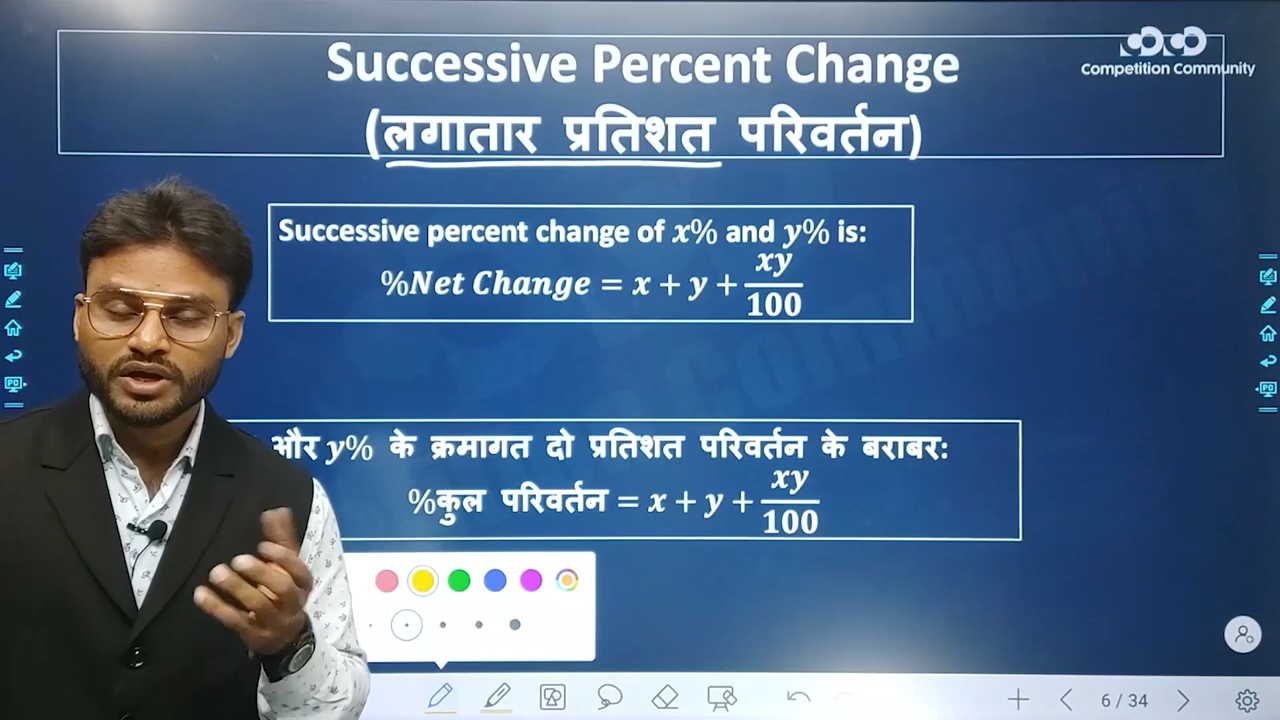 Successive Percent Change
(लगातार प्रतिशत परिवर्तन)
Competition Community
Successive percent change of x% and y% is:
%Net Change = x + y + xy/100
और y% के क्रमागत दो प्रतिशत परिवर्तन के बराबर:
%कुल परिवर्तन = x + y + xy/100
6 / 34